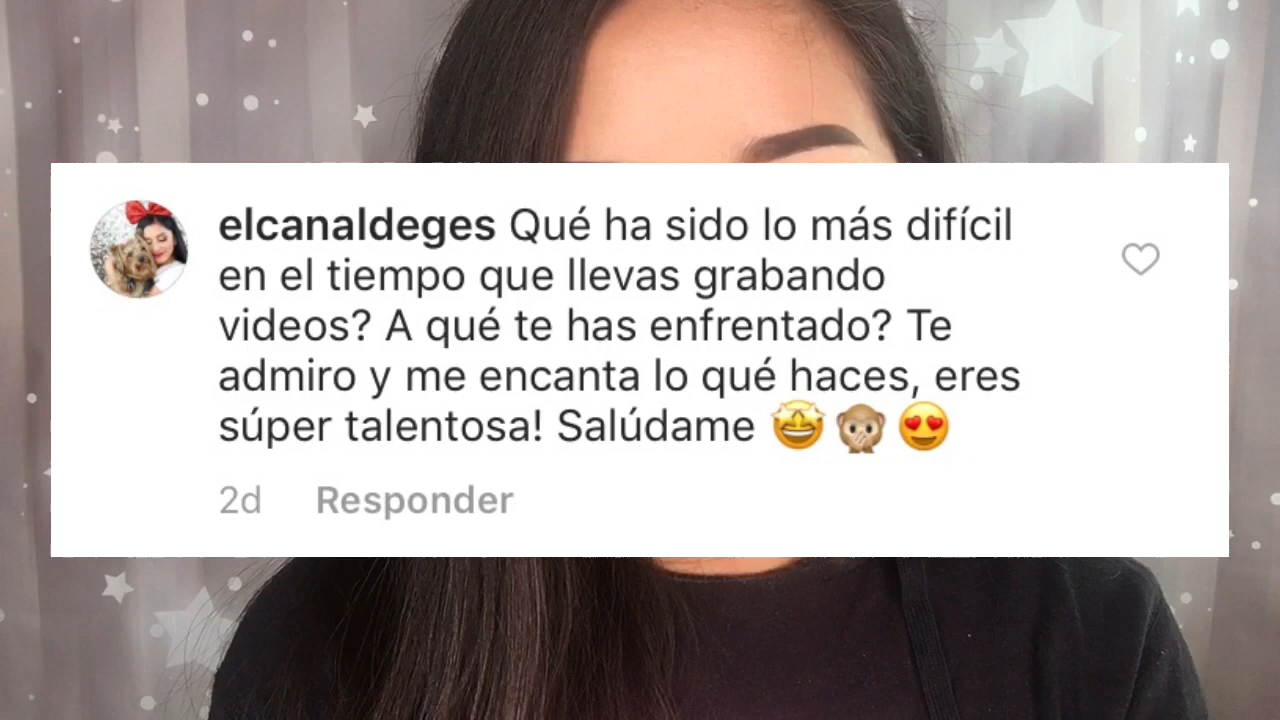 elcanaldeges Qué ha sido lo más difícil
en el tiempo que llevas grabando
videos? A qué te has enfrentado? Te
admiro y me encanta lo qué haces, eres
súper talentosa! Salúdame 🤩🙊😍
2d Responder